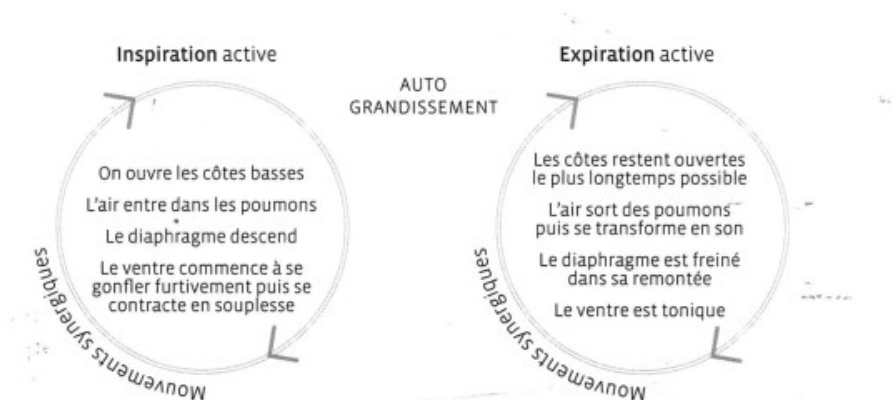 Inspiration active
On ouvre les côtes basses
L'air entre dans les poumons
Le diaphragme descend
Le ventre commence à se
gonfler furtivement puis se
contracte en souplesse
Mouvements synergiques
AUTO
GRANDISSEMENT
Expiration active
Les côtes restent ouvertes
le plus longtemps possible
L'air sort des poumons
puis se transforme en son
Le diaphragme est freiné
dans sa remontée
Le ventre est tonique
Mouvements synergiques